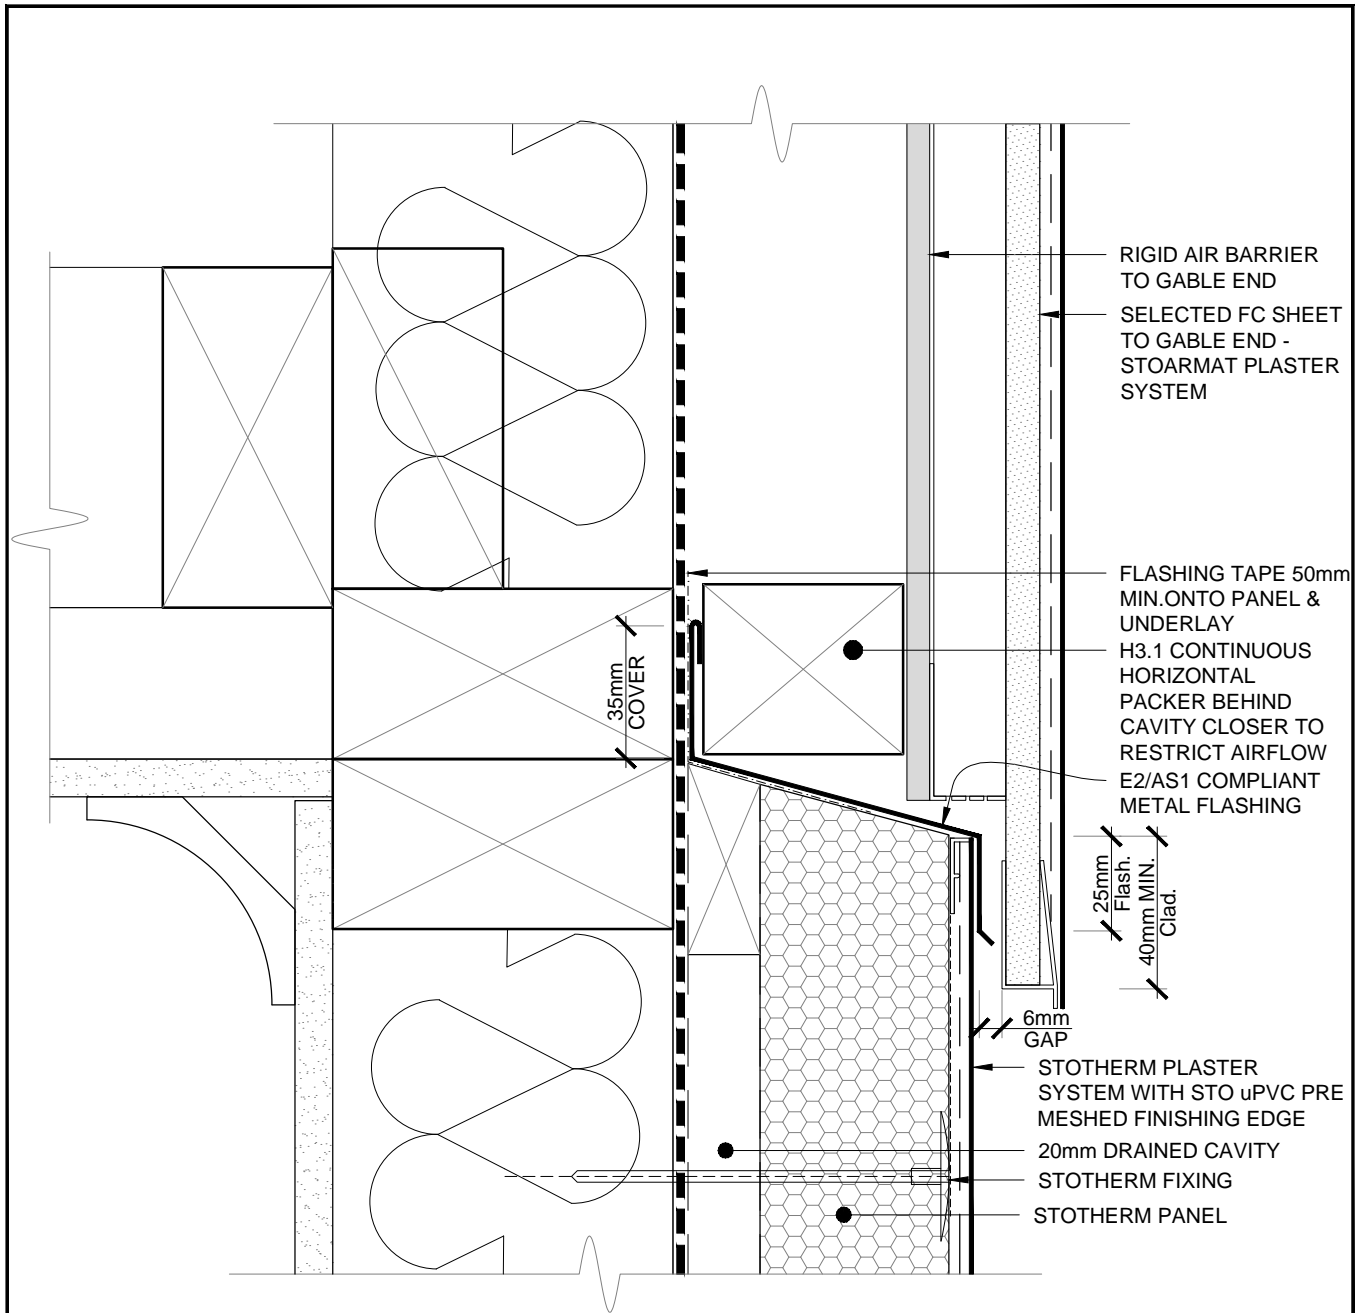 RIGID AIR BARRIER
TO GABLE END
SELECTED FC SHEET
TO GABLE END -
STOARMAT PLASTER
SYSTEM
FLASHING TAPE 50mm
MIN.ONTO PANEL &
UNDERLAY
H3.1 CONTINUOUS
HORIZONTAL
PACKER BEHIND
CAVITY CLOSER TO
RESTRICT AIRFLOW
E2/AS1 COMPLIANT
METAL FLASHING
35mm
COVER
25mm
Flash.
40mm MIN.
Clad.
6mm
GAP
STOTHERM PLASTER
SYSTEM WITH STO uPVC PRE
MESHED FINISHING EDGE
20mm DRAINED CAVITY
STOTHERM FIXING
STOTHERM PANEL